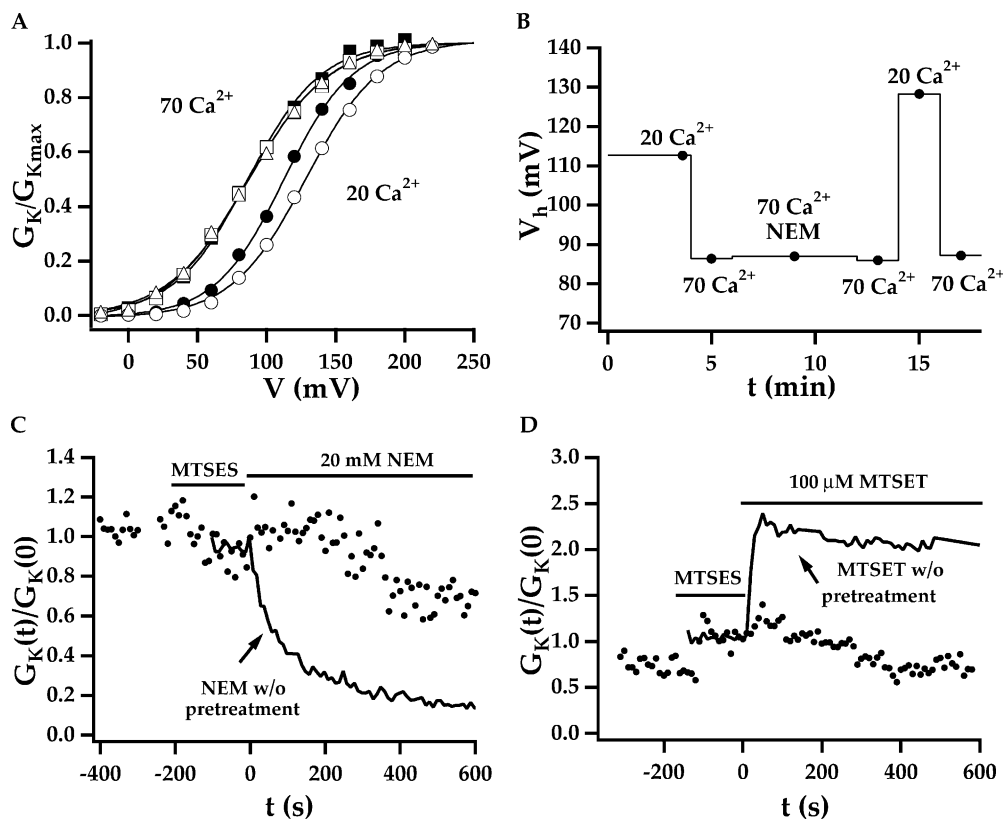 A
1.0
0.8
0.6
0.4
0.2
0.0
G_K/G_Kmax
70 Ca²⁺
20 Ca²⁺
0
50
100
150
200
250
V (mV)
B
140
130
120
110
100
90
80
70
V_h (mV)
20 Ca²⁺
70 Ca²⁺
70 Ca²⁺
NEM
70 Ca²⁺
20 Ca²⁺
70 Ca²⁺
0
5
10
15
t (min)
C
1.4
1.2
1.0
0.8
0.6
0.4
0.2
0.0
G_K(t)/G_K(0)
MTSES
20 mM NEM
NEM w/o
pretreatment
-400
-200
0
200
400
600
t (s)
D
3.0
2.5
2.0
1.5
1.0
0.5
0.0
G_K(t)/G_K(0)
100 µM MTSET
MTSES
MTSET w/o
pretreatment
-200
0
200
400
600
t (s)